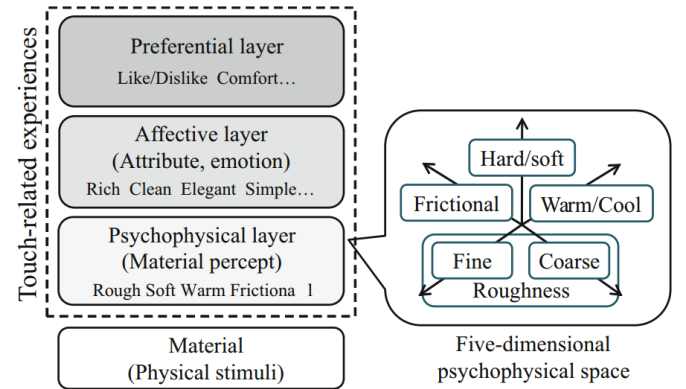 Touch-related experiences
Preferential layer
Like/Dislike Comfort...
Affective layer
(Attribute, emotion)
Rich Clean Elegant Simple...
Psychophysical layer
(Material percept)
Rough Soft Warm Frictiona l
Material
(Physical stimuli)
Hard/soft
Frictional
Warm/Cool
Fine
Coarse
Roughness
Five-dimensional
psychophysical space